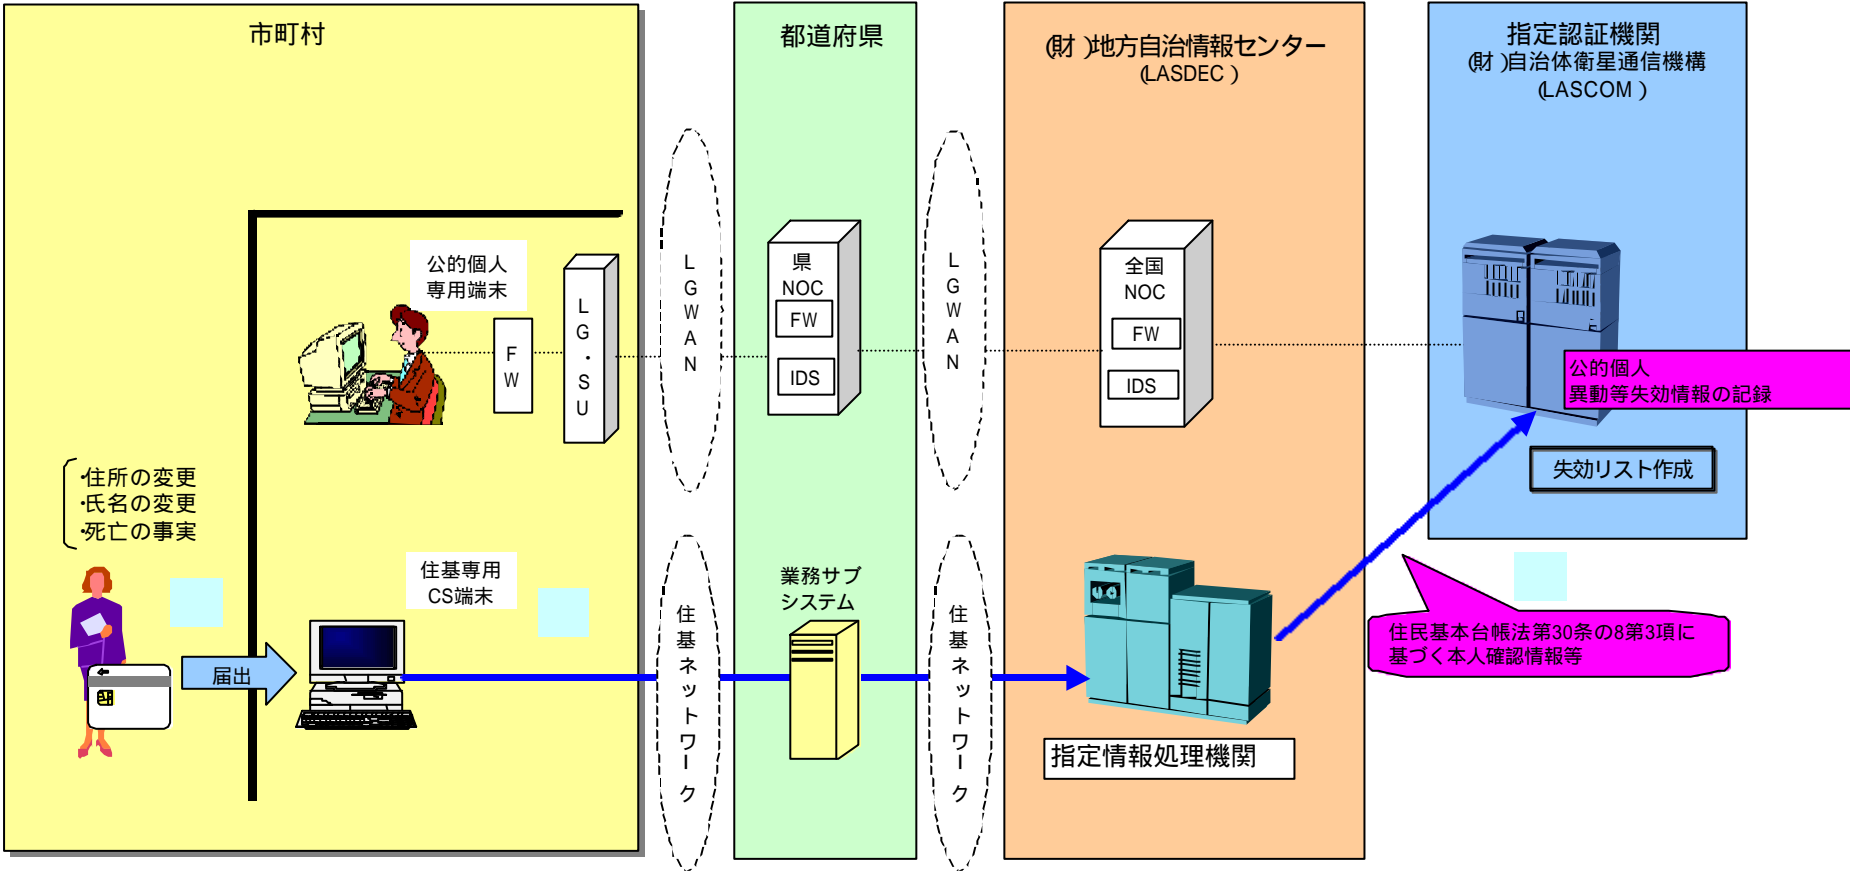 市町村
都道府県
(財)地方自治情報センター
(LASDEC)
指定認証機関
(財)自治体衛星通信機構
(LASCOM)
公的個人
専用端末
FW
LG・SU
LGWAN
県
NOC
FW
IDS
LGWAN
全国
NOC
FW
IDS
公的個人
異動等失効情報の記録
失効リスト作成
・住所の変更
・氏名の変更
・死亡の事実
住基専用
CS端末
届出
住基ネットワーク
業務サブ
システム
住基ネットワーク
指定情報処理機関
住民基本台帳法第30条の8第3項に
基づく本人確認情報等